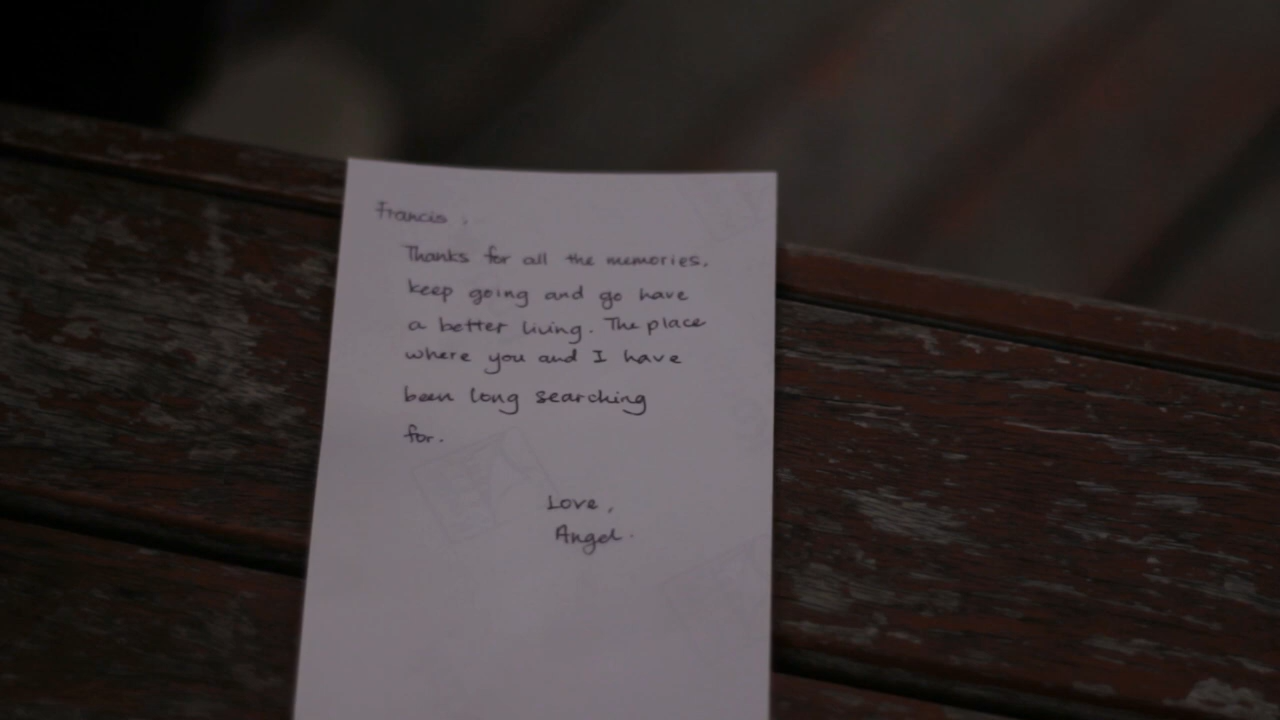 Francis,
Thanks for all the memories.
keep going and go have
a better living. The place
where you and I have
been long searching
for.
Love,
Angel.